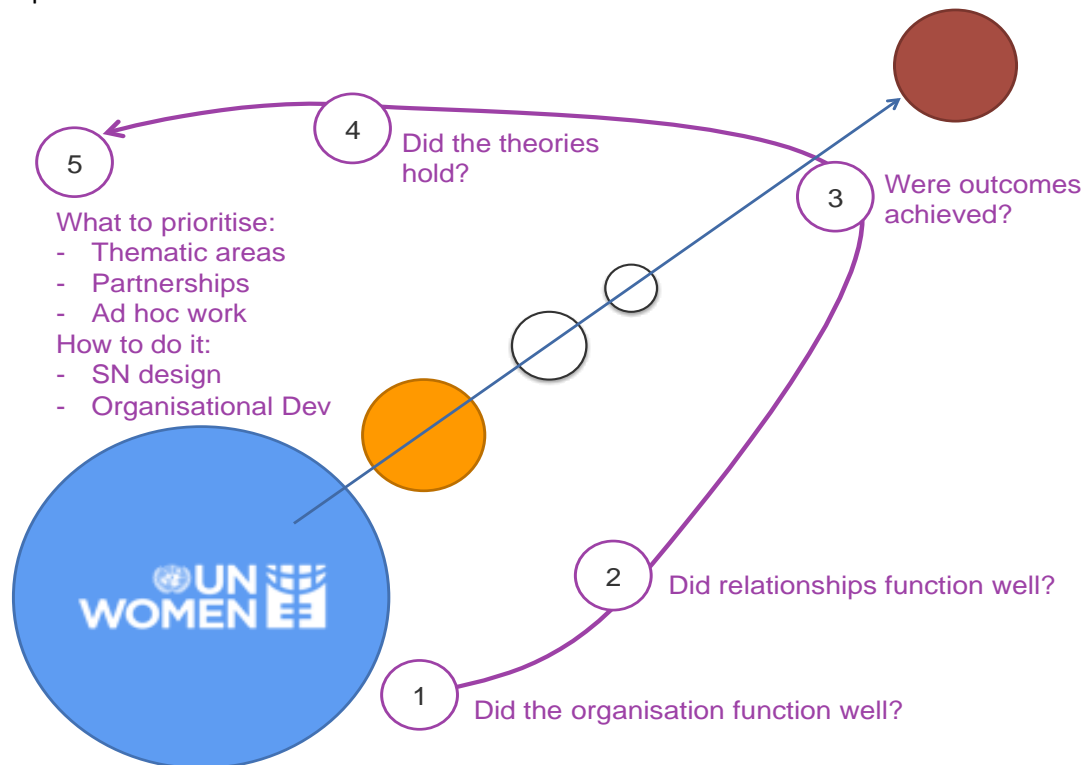 5
4
Did the theories
hold?
3
Were outcomes
achieved?
What to prioritise:
- Thematic areas
- Partnerships
- Ad hoc work
How to do it:
- SN design
- Organisational Dev
UN
WOMEN
2
Did relationships function well?
1
Did the organisation function well?